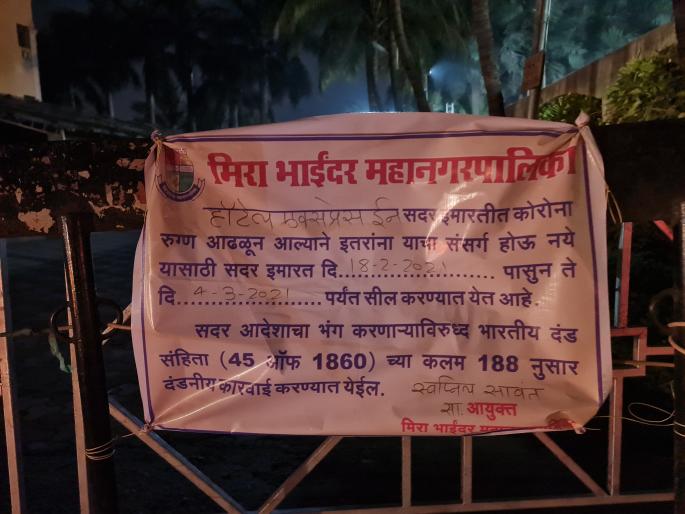 मिरा भाईंदर महानगरपालिका
हॉटेल एक्सप्रेस ईन सदर इमारतीत कोरोना
रुग्ण आढळून आल्याने इतरांना याचा संसर्ग होऊ नये
यासाठी सदर इमारत दि...18-2-2021............ पासुन ते
दि....4-3-2021...... पर्यंत सील करण्यात येत आहे.
सदर आदेशाचा भंग करणाऱ्याविरुध्द भारतीय दंड
संहिता (45 ऑफ 1860) च्या कलम 188 नुसार
दंडनीय कारवाई करण्यात येईल.
स्वप्निल सावंत
सा. आयुक्त
मिरा भाईंदर